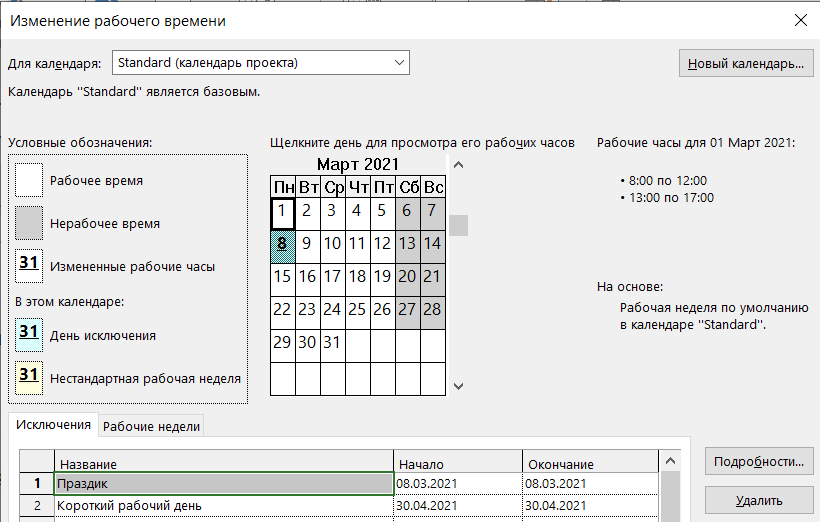 Изменение рабочего времени
Для календаря: Standard (календарь проекта)
Новый календарь...
Календарь "Standard" является базовым.
Условные обозначения:
Рабочее время
Нерабочее время
31 Измененные рабочие часы
В этом календаре:
31 День исключения
31 Нестандартная рабочая неделя
Щелкните день для просмотра его рабочих часов
Март 2021
Пн Вт Ср Чт Пт Сб Вс
1 2 3 4 5 6 7
8 9 10 11 12 13 14
15 16 17 18 19 20 21
22 23 24 25 26 27 28
29 30 31
Рабочие часы для 01 Март 2021:
• 8:00 по 12:00
• 13:00 по 17:00
На основе:
Рабочая неделя по умолчанию
в календаре "Standard".
Исключения Рабочие недели
Название Начало Окончание
1 Праздик 08.03.2021 08.03.2021
2 Короткий рабочий день 30.04.2021 30.04.2021
Подробности...
Удалить